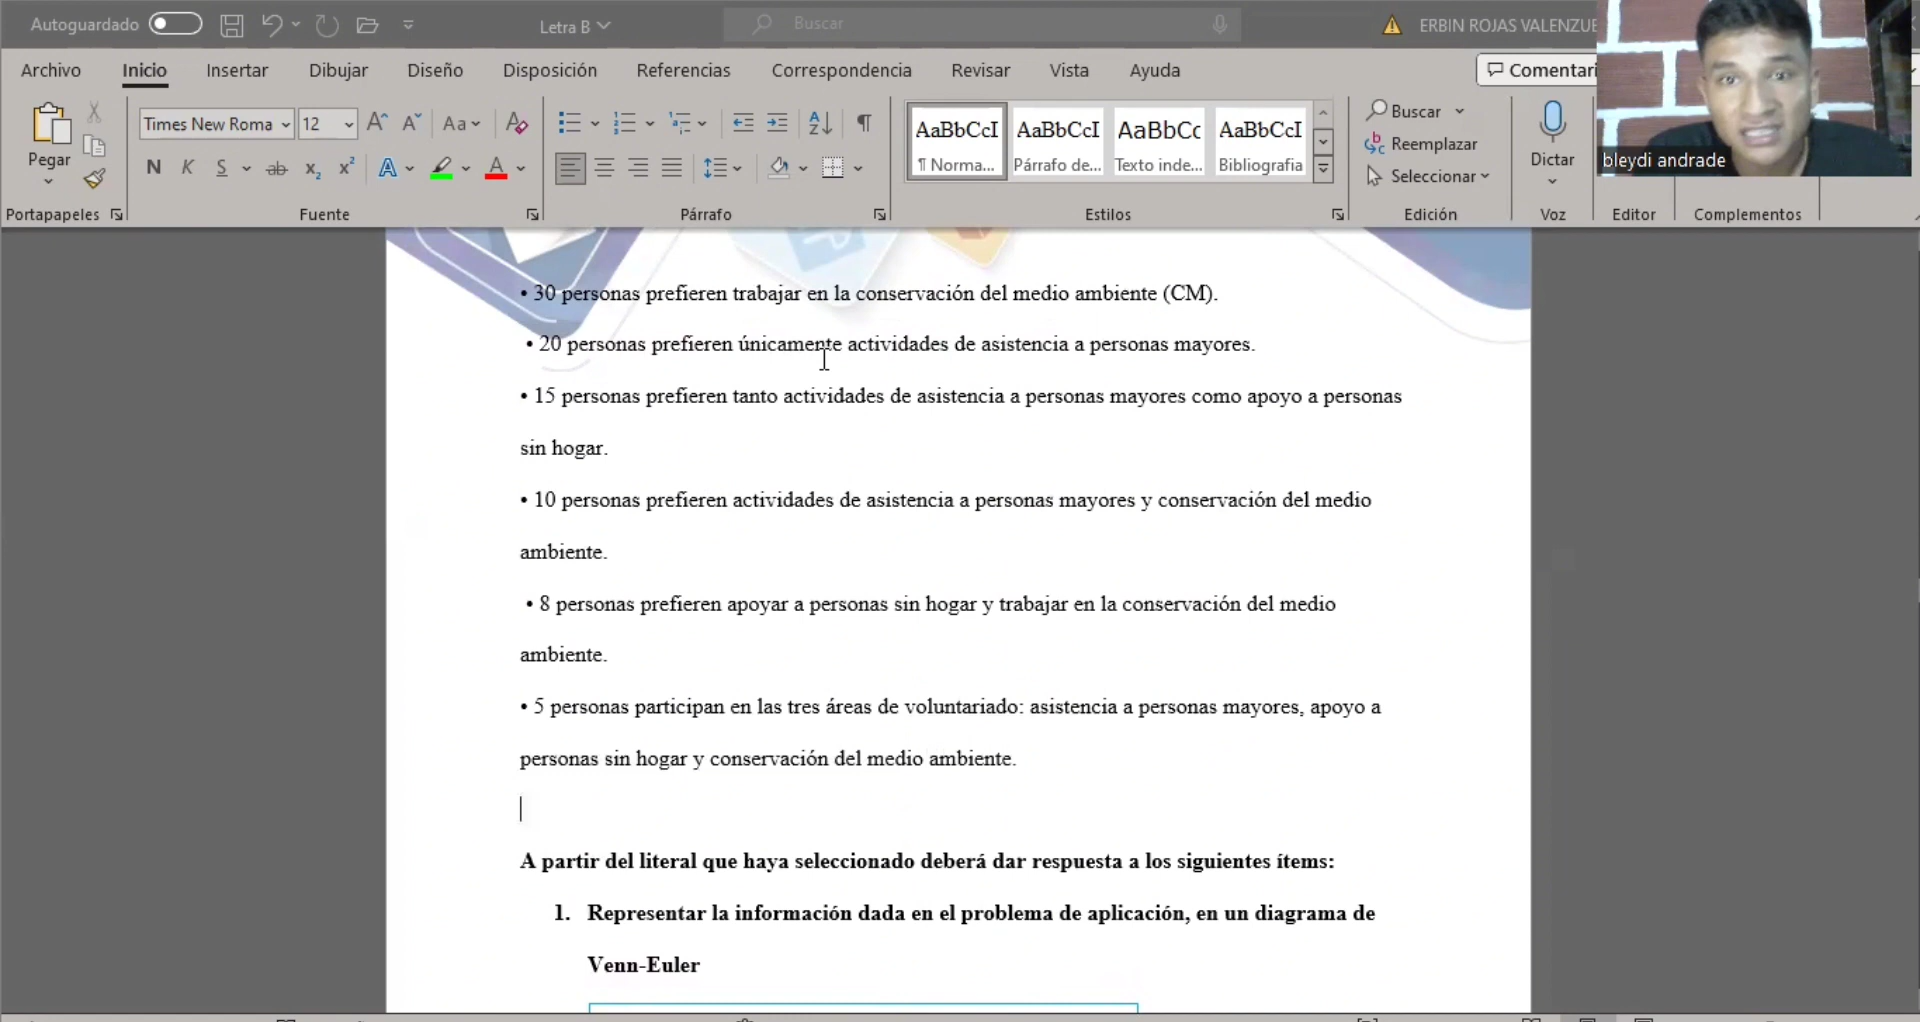 Autoguardado
Letra B
Buscar
ERBIN ROJAS VALENZUE
Archivo
Inicio
Insertar
Dibujar
Diseño
Disposición
Referencias
Correspondencia
Revisar
Vista
Ayuda
Comentari
Pegar
Times New Roma
12
Aa
N K S ab x₂ x² A A
AaBbCcI
AaBbCcI
AaBbCc
AaBbCcI
¶ Norma...
Párrafo de...
Texto inde...
Bibliografia
Buscar
Reemplazar
Seleccionar
Dictar
bleydi andrade
Portapapeles
Fuente
Párrafo
Estilos
Edición
Voz
Editor
Complementos
• 30 personas prefieren trabajar en la conservación del medio ambiente (CM).
• 20 personas prefieren únicamente actividades de asistencia a personas mayores.
• 15 personas prefieren tanto actividades de asistencia a personas mayores como apoyo a personas
sin hogar.
• 10 personas prefieren actividades de asistencia a personas mayores y conservación del medio
ambiente.
• 8 personas prefieren apoyar a personas sin hogar y trabajar en la conservación del medio
ambiente.
• 5 personas participan en las tres áreas de voluntariado: asistencia a personas mayores, apoyo a
personas sin hogar y conservación del medio ambiente.
A partir del literal que haya seleccionado deberá dar respuesta a los siguientes ítems:
1. Representar la información dada en el problema de aplicación, en un diagrama de
Venn-Euler